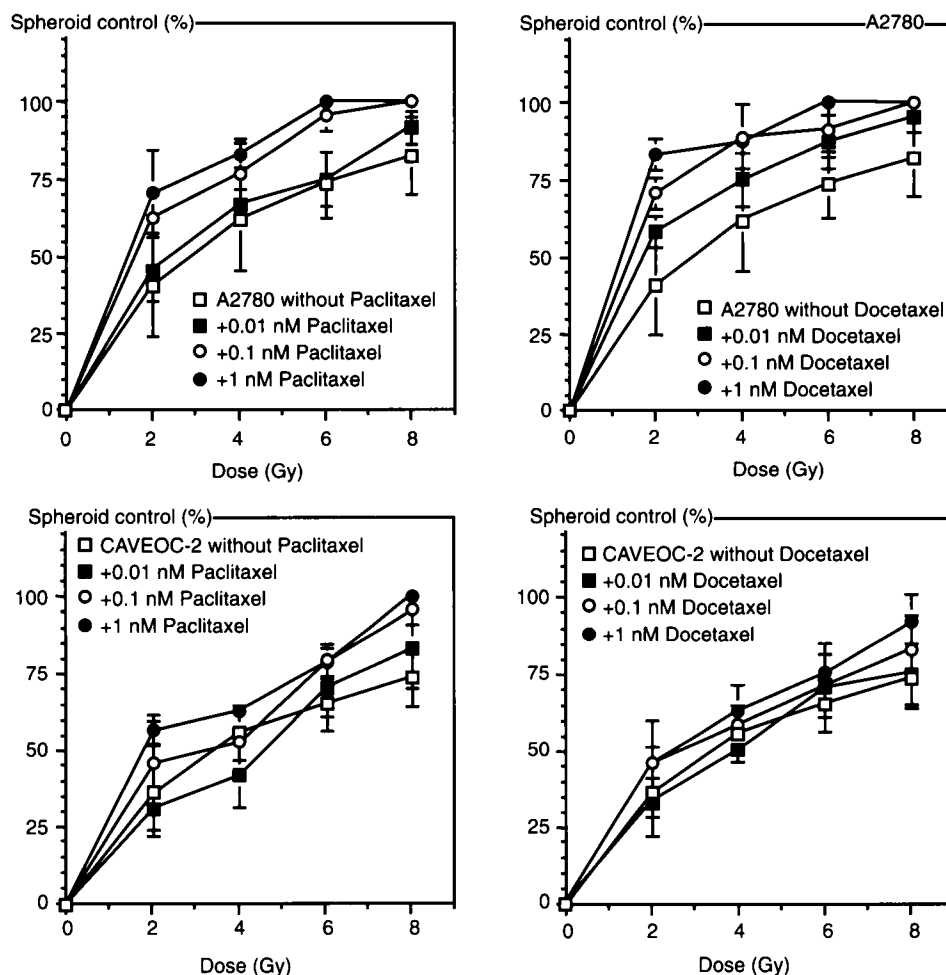 Spheroid control (%)
100
75
50
25
0
A2780 without Paclitaxel
+0.01 nM Paclitaxel
+0.1 nM Paclitaxel
+1 nM Paclitaxel
0 2 4 6 8
Dose (Gy)
Spheroid control (%) A2780
100
75
50
25
0
A2780 without Docetaxel
+0.01 nM Docetaxel
+0.1 nM Docetaxel
+1 nM Docetaxel
0 2 4 6 8
Dose (Gy)
Spheroid control (%)
CAVEOC-2 without Paclitaxel
+0.01 nM Paclitaxel
+0.1 nM Paclitaxel
+1 nM Paclitaxel
100
75
50
25
0
0 2 4 6 8
Dose (Gy)
Spheroid control (%)
CAVEOC-2 without Docetaxel
+0.01 nM Docetaxel
+0.1 nM Docetaxel
+1 nM Docetaxel
100
75
50
25
0
0 2 4 6 8
Dose (Gy)